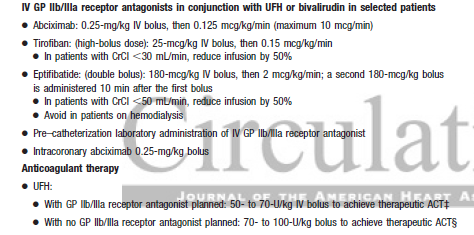 IV GP IIb/IIIa receptor antagonists in conjunction with UFH or bivalirudin in selected patients
● Abciximab: 0.25-mg/kg IV bolus, then 0.125 mcg/kg/min (maximum 10 mcg/min)
● Tirofiban: (high-bolus dose): 25-mcg/kg IV bolus, then 0.15 mcg/kg/min
● In patients with CrCl <30 mL/min, reduce infusion by 50%
● Eptifibatide: (double bolus): 180-mcg/kg IV bolus, then 2 mcg/kg/min; a second 180-mcg/kg bolus
is administered 10 min after the first bolus
● In patients with CrCl <50 mL/min, reduce infusion by 50%
● Avoid in patients on hemodialysis
● Pre–catheterization laboratory administration of IV GP IIb/IIIa receptor antagonist
● Intracoronary abciximab 0.25-mg/kg bolus
Circulat
Anticoagulant therapy
● UFH:
JOURNAL OF THE AMERICAN HEART AS
● With GP IIb/IIIa receptor antagonist planned: 50- to 70-U/kg IV bolus to achieve therapeutic ACT‡
● With no GP IIb/IIIa receptor antagonist planned: 70- to 100-U/kg bolus to achieve therapeutic ACT§